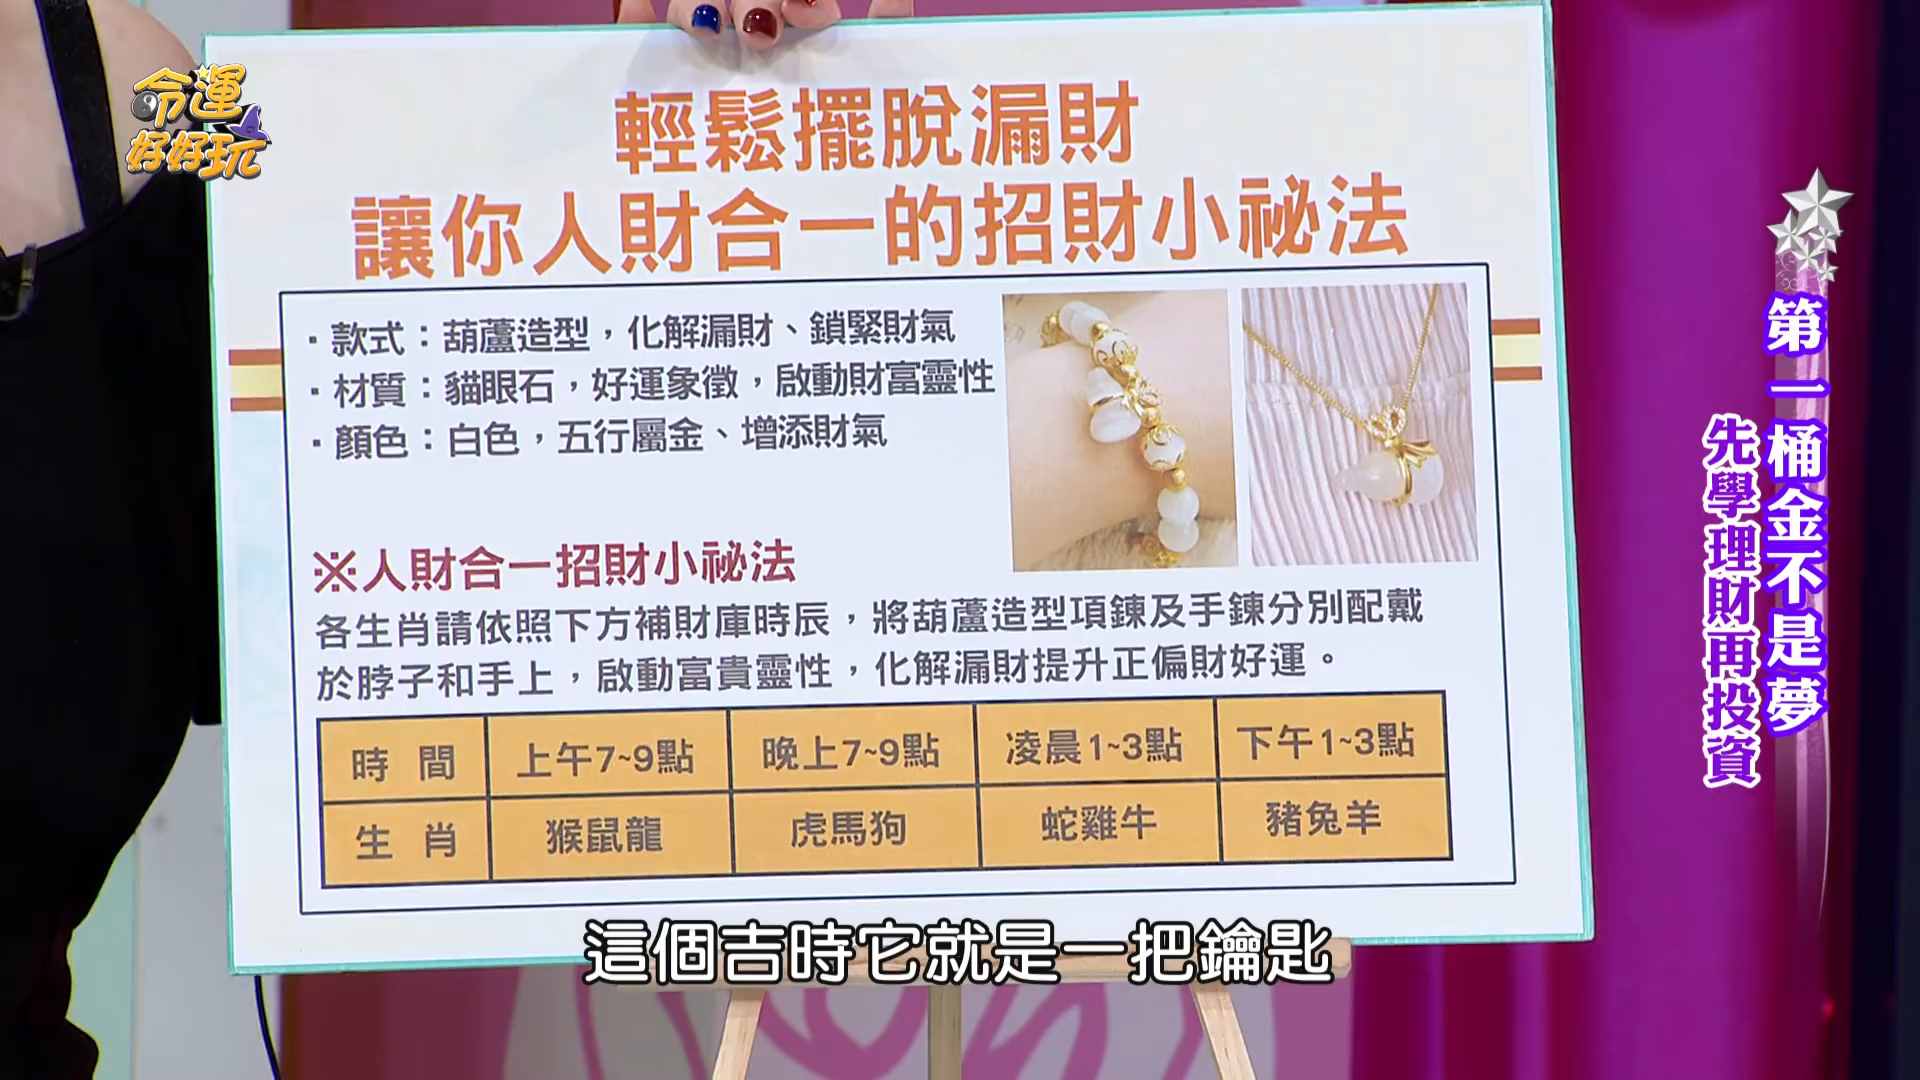 命運
好好玩
輕鬆擺脫漏財
讓你人財合一的招財小祕法
・款式：葫蘆造型，化解漏財、鎖緊財氣
・材質：貓眼石，好運象徵，啟動財富靈性
・顏色：白色，五行屬金、增添財氣
※人財合一招財小祕法
各生肖請依照下方補財庫時辰，將葫蘆造型項鍊及手鍊分別配戴
於脖子和手上，啟動富貴靈性，化解漏財提升正偏財好運。
時間 上午7~9點 晚上7~9點 凌晨1~3點 下午1~3點
生肖 猴鼠龍 虎馬狗 蛇雞牛 豬兔羊
第一桶金不是夢
先學理財再投資
這個吉時它就是一把鑰匙